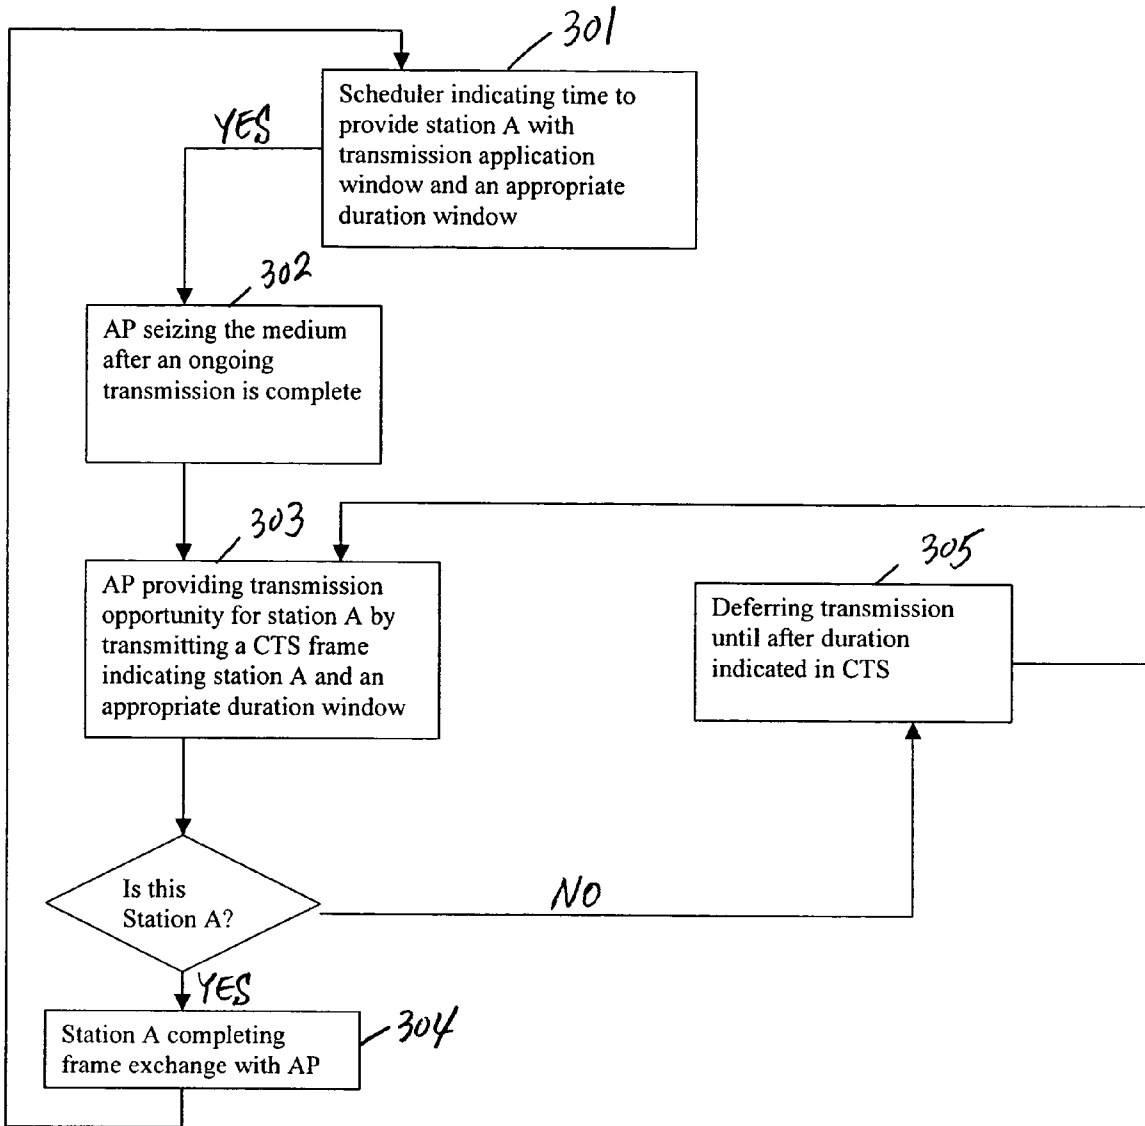 301
Scheduler indicating time to
provide station A with
transmission application
window and an appropriate
duration window
YES
302
AP seizing the medium
after an ongoing
transmission is complete
303
AP providing transmission
opportunity for station A by
transmitting a CTS frame
indicating station A and an
appropriate duration window
305
Deferring transmission
until after duration
indicated in CTS
Is this
Station A?
NO
YES
Station A completing
frame exchange with AP
304